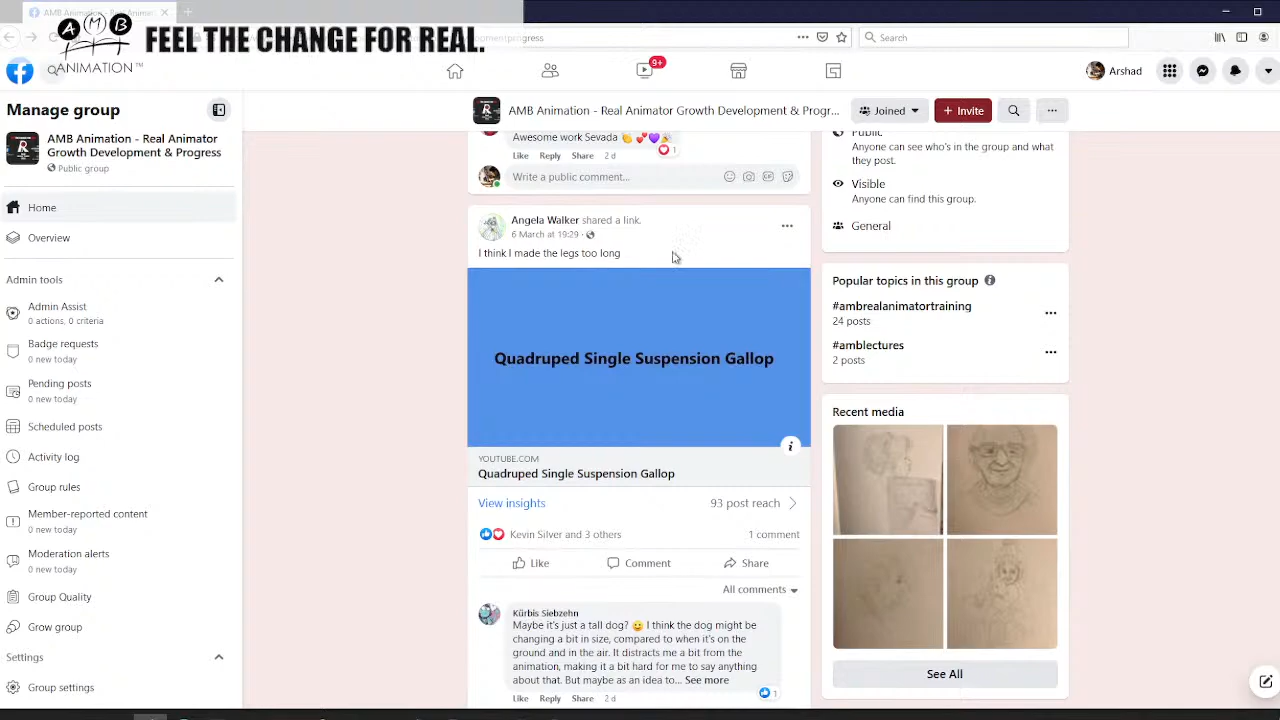 AMB Animation - Real Animat
AMB
ANIMATION™
FEEL THE CHANGE FOR REAL.
Search
9+
Arshad
Manage group
AMB Animation - Real Animator
Growth Development & Progress
Public group
Home
Overview
Admin tools
Admin Assist
0 actions, 0 criteria
Badge requests
0 new today
Pending posts
0 new today
Scheduled posts
Activity log
Group rules
Member-reported content
0 new today
Moderation alerts
0 new today
Group Quality
Grow group
Settings
Group settings
AMB Animation - Real Animator Growth Development & Progr...
Joined
+ Invite
Awesome work Sevada 👏 💕💜🎉
1
Like Reply Share 2 d
Write a public comment...
Angela Walker shared a link.
6 March at 19:29 ·
I think I made the legs too long
Quadruped Single Suspension Gallop
YOUTUBE.COM
Quadruped Single Suspension Gallop
View insights
93 post reach
Kevin Silver and 3 others
1 comment
Like
Comment
Share
All comments
Kürbis Siebzehn
Maybe it's just a tall dog? 😀 I think the dog might be
changing a bit in size, compared to when it's on the
ground and in the air. It distracts me a bit from the
animation, making it a bit hard for me to say anything
about that. But maybe as an idea to... See more
1
Like Reply Share 2 d
Public
Anyone can see who's in the group and what
they post.
Visible
Anyone can find this group.
General
Popular topics in this group
#ambrealanimatortraining
24 posts
#amblectures
2 posts
Recent media
See All